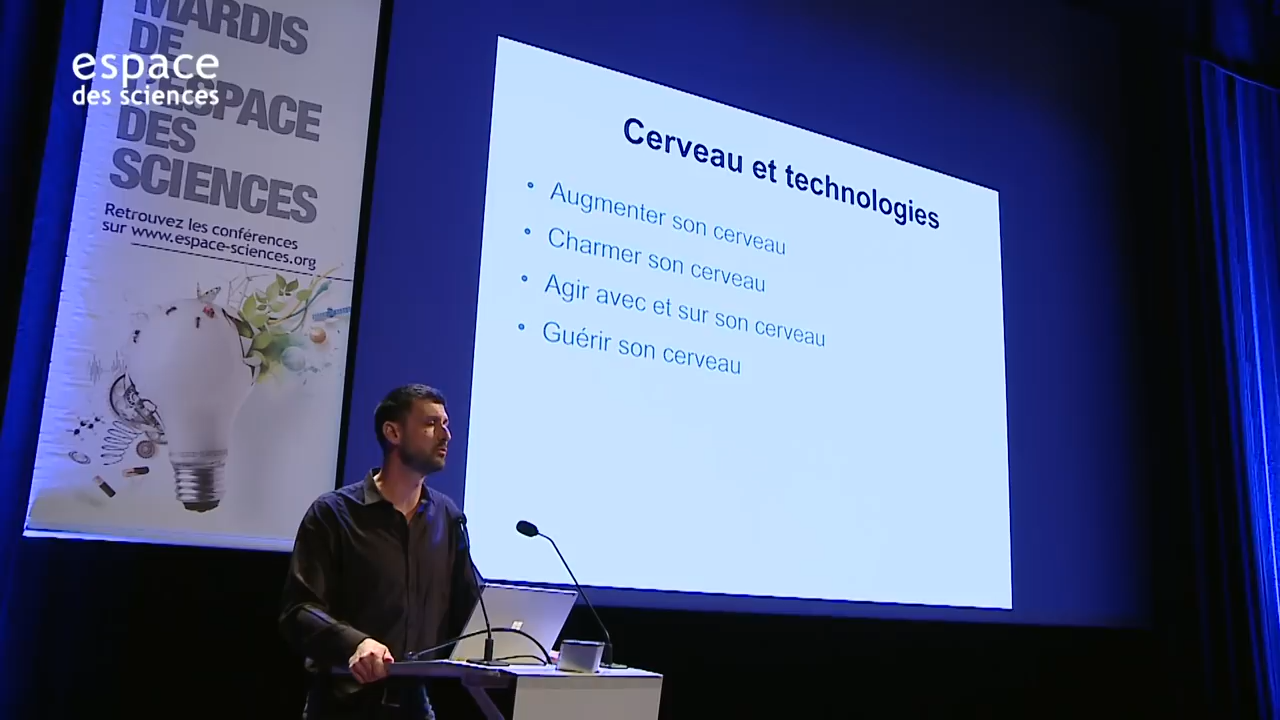 MARDIS
DE
L'ESPACE
DES
SCIENCES
Retrouvez les conférences
sur www.espace-sciences.org
espace
des sciences
Cerveau et technologies
• Augmenter son cerveau
• Charmer son cerveau
• Agir avec et sur son cerveau
• Guérir son cerveau